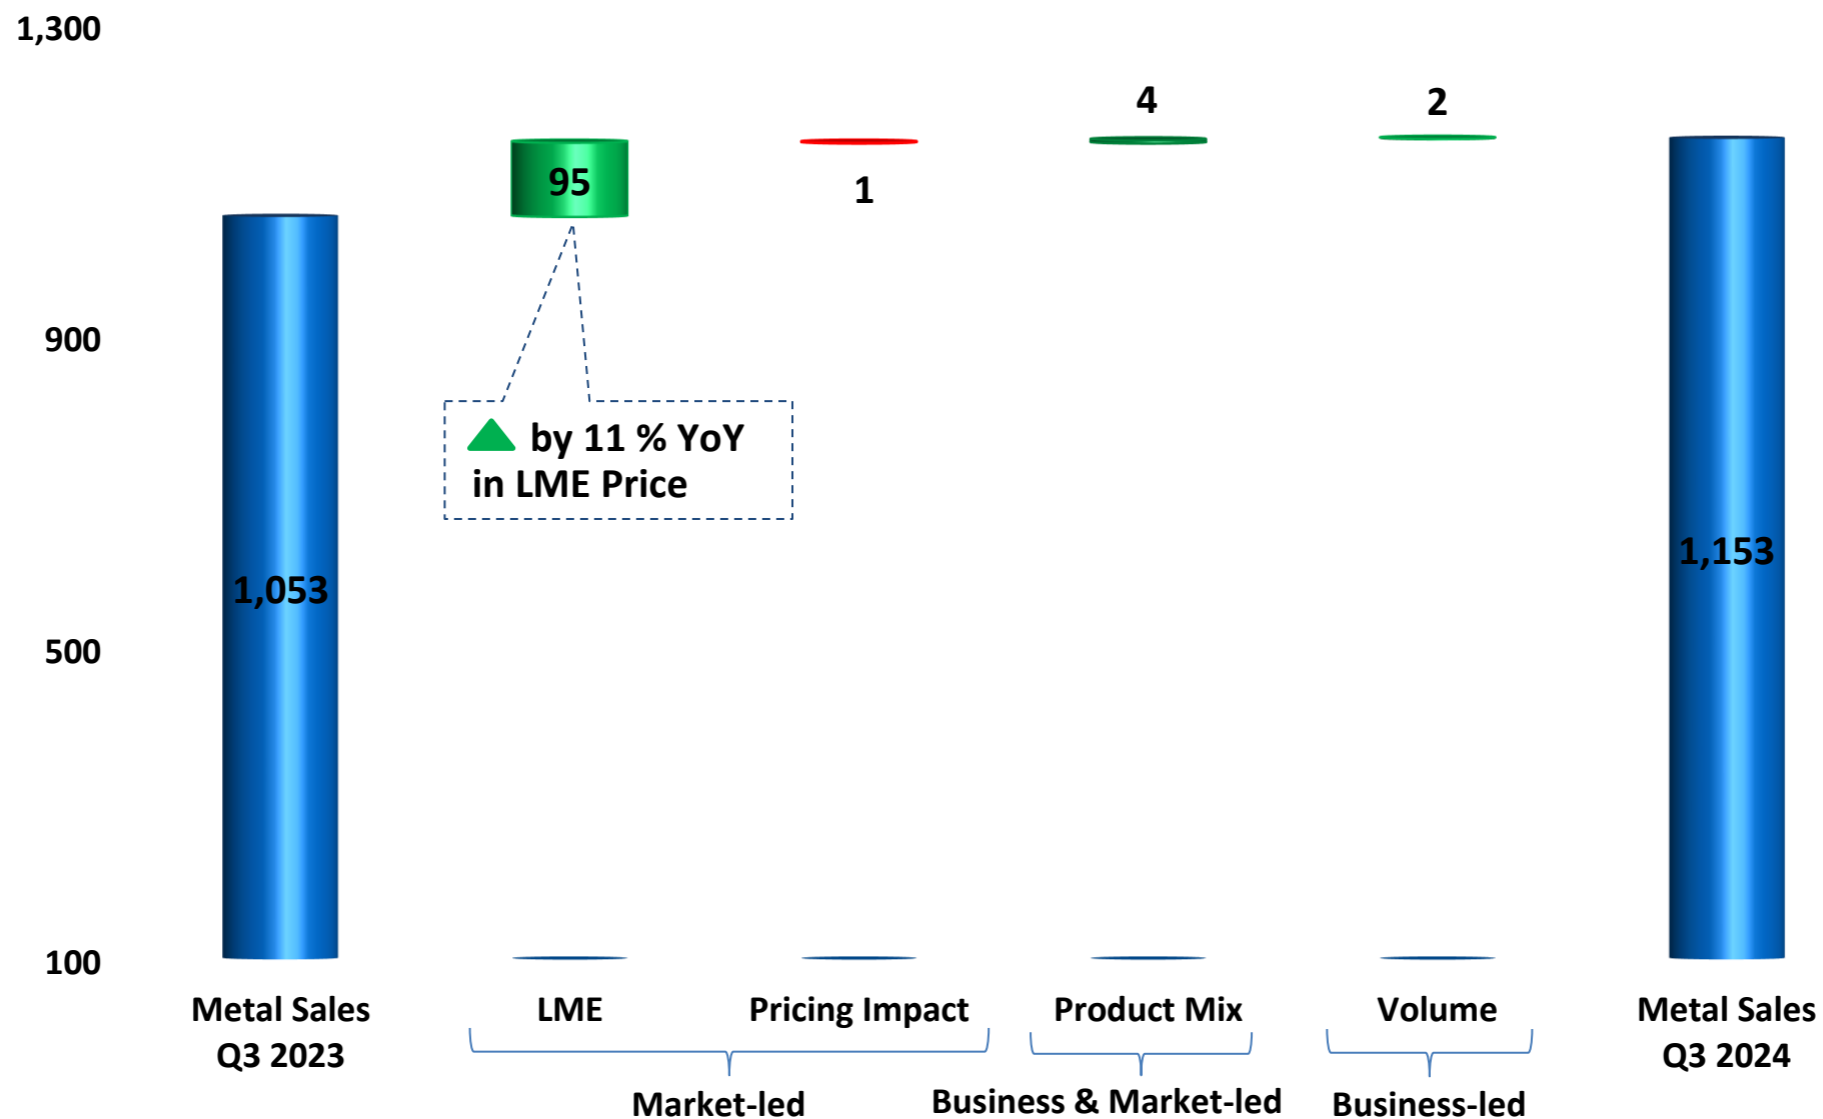 1,300
900
500
100
1,053
95
1
4
2
1,153
by 11 % YoY
in LME Price
Metal Sales
Q3 2023
LME
Pricing Impact
Product Mix
Volume
Metal Sales
Q3 2024
Market-led
Business & Market-led
Business-led